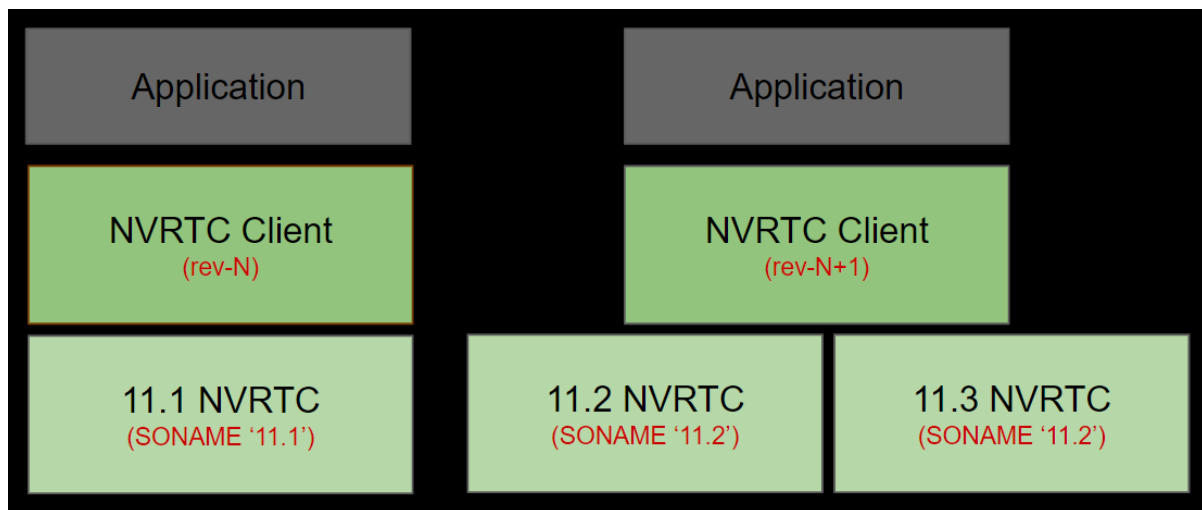 Application
Application
NVRTC Client
(rev-N)
NVRTC Client
(rev-N+1)
11.1 NVRTC
(SONAME ‘11.1’)
11.2 NVRTC
(SONAME ‘11.2’)
11.3 NVRTC
(SONAME ‘11.2’)